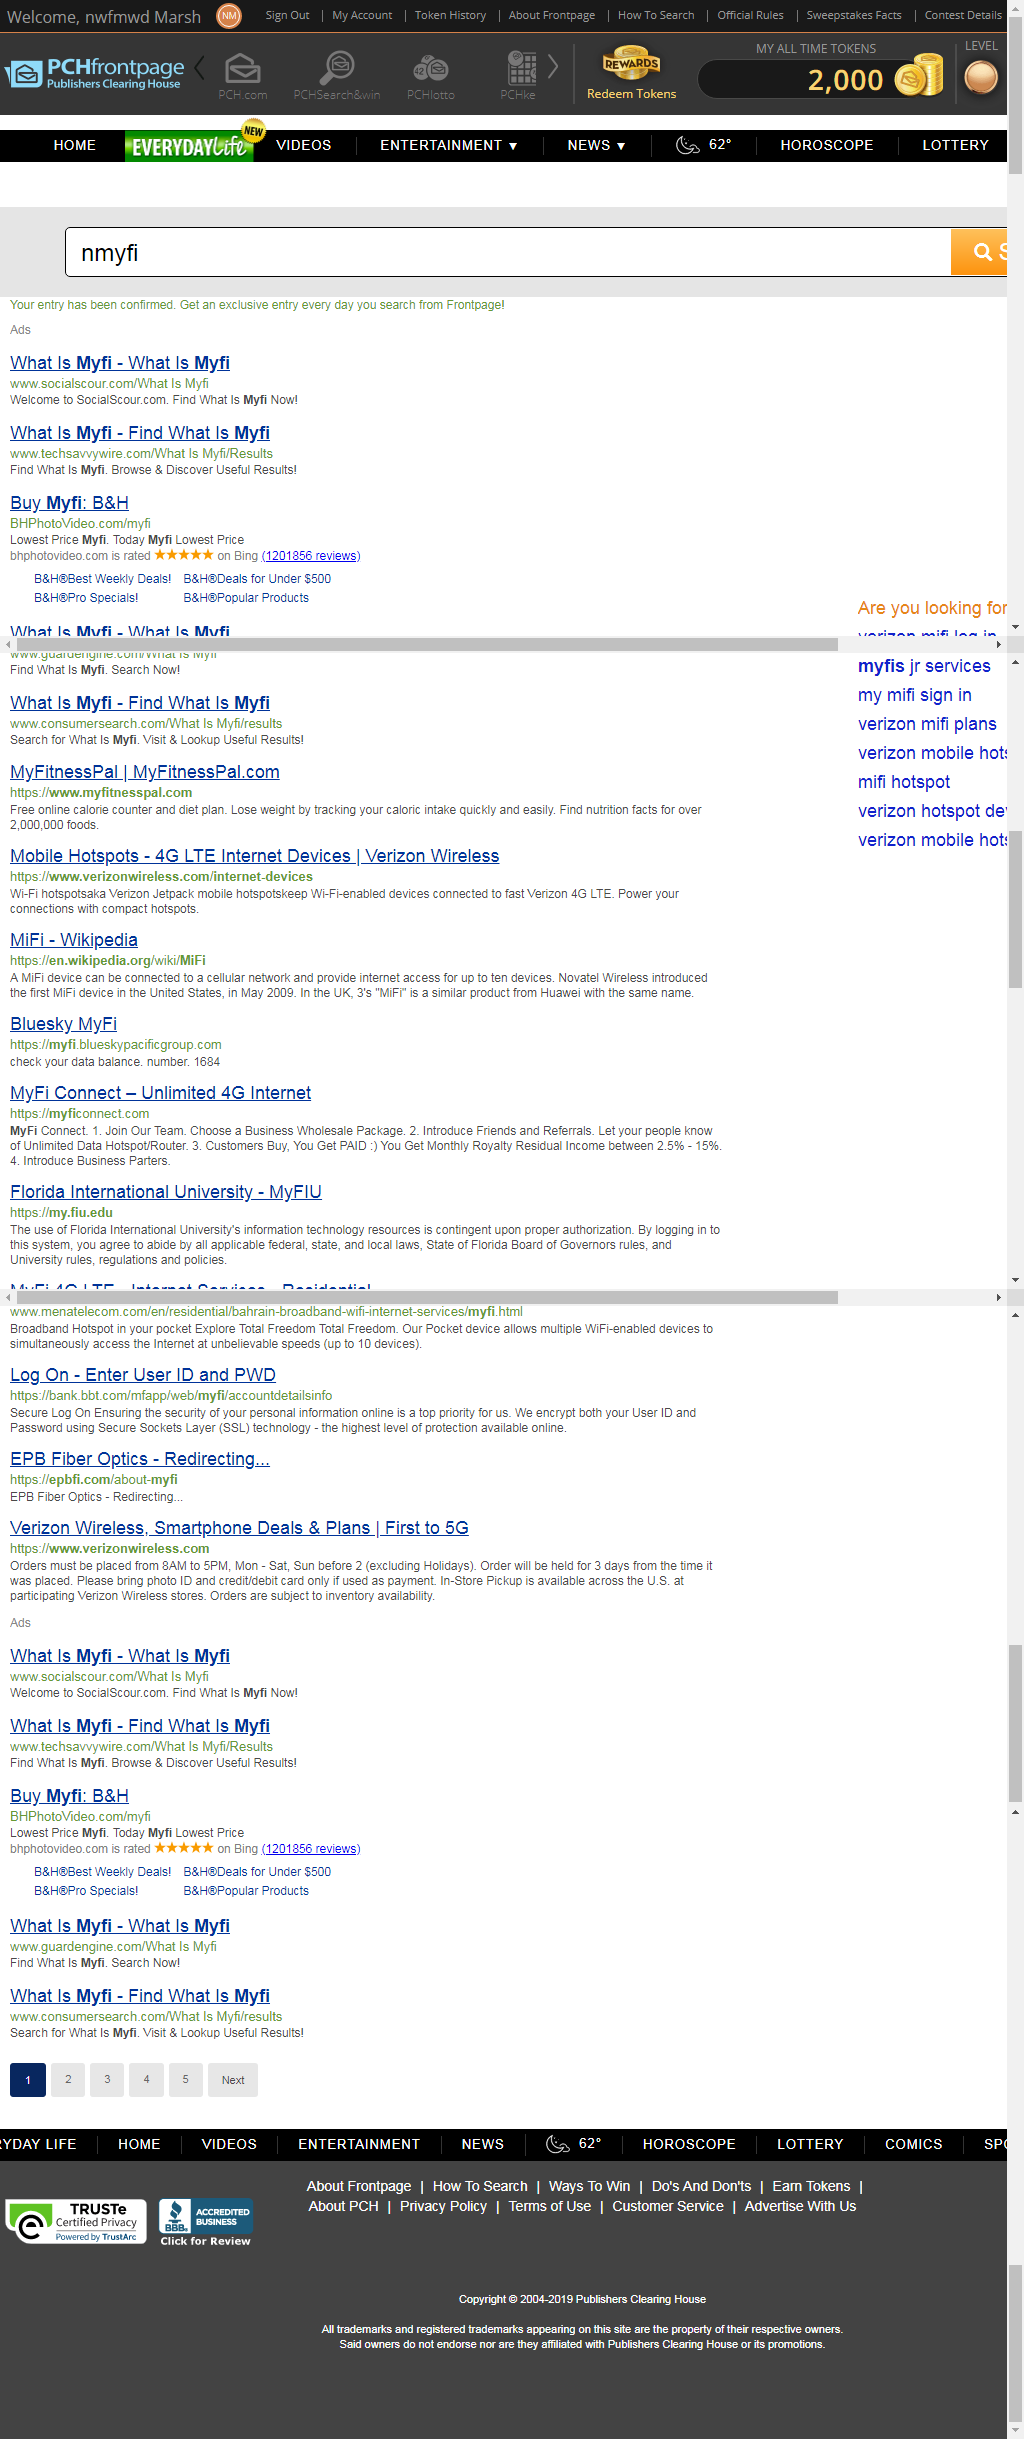 Welcome, nwfmwd Marsh NM Sign Out | My Account | Token History | About Frontpage | How To Search | Official Rules | Sweepstakes Facts | Contest Details
PCHfrontpage
Publishers Clearing House
PCH.com PCHSearch&win PCHlotto PCHke
REWARDS
Redeem Tokens
MY ALL TIME TOKENS
2,000
LEVEL
HOME EVERYDAY Life NEW VIDEOS ENTERTAINMENT ▼ NEWS ▼ 62° HOROSCOPE LOTTERY
nmyfi
Your entry has been confirmed. Get an exclusive entry every day you search from Frontpage!
Ads
What Is Myfi - What Is Myfi
www.socialscour.com/What Is Myfi
Welcome to SocialScour.com. Find What Is Myfi Now!
What Is Myfi - Find What Is Myfi
www.techsavvywire.com/What Is Myfi/Results
Find What Is Myfi. Browse & Discover Useful Results!
Buy Myfi: B&H
BHPhotoVideo.com/myfi
Lowest Price Myfi. Today Myfi Lowest Price
bhphotovideo.com is rated ★★★★★ on Bing (1201856 reviews)
B&H®Best Weekly Deals! B&H®Deals for Under $500
B&H®Pro Specials! B&H®Popular Products
What Is Myfi - What Is Myfi
www.guardengine.com/What Is Myfi
Find What Is Myfi. Search Now!
Are you looking for
verizon mifi log in
myfis jr services
my mifi sign in
verizon mifi plans
verizon mobile hots
mifi hotspot
verizon hotspot dev
verizon mobile hots
What Is Myfi - Find What Is Myfi
www.consumersearch.com/What Is Myfi/results
Search for What Is Myfi. Visit & Lookup Useful Results!
MyFitnessPal | MyFitnessPal.com
https://www.myfitnesspal.com
Free online calorie counter and diet plan. Lose weight by tracking your caloric intake quickly and easily. Find nutrition facts for over
2,000,000 foods.
Mobile Hotspots - 4G LTE Internet Devices | Verizon Wireless
https://www.verizonwireless.com/internet-devices
Wi-Fi hotspotsaka Verizon Jetpack mobile hotspotskeep Wi-Fi-enabled devices connected to fast Verizon 4G LTE. Power your
connections with compact hotspots.
MiFi - Wikipedia
https://en.wikipedia.org/wiki/MiFi
A MiFi device can be connected to a cellular network and provide internet access for up to ten devices. Novatel Wireless introduced
the first MiFi device in the United States, in May 2009. In the UK, 3's "MiFi" is a similar product from Huawei with the same name.
Bluesky MyFi
https://myfi.blueskypacificgroup.com
check your data balance. number. 1684
MyFi Connect – Unlimited 4G Internet
https://myficonnect.com
MyFi Connect. 1. Join Our Team. Choose a Business Wholesale Package. 2. Introduce Friends and Referrals. Let your people know
of Unlimited Data Hotspot/Router. 3. Customers Buy, You Get PAID :) You Get Monthly Royalty Residual Income between 2.5% - 15%.
4. Introduce Business Parters.
Florida International University - MyFIU
https://my.fiu.edu
The use of Florida International University's information technology resources is contingent upon proper authorization. By logging in to
this system, you agree to abide by all applicable federal, state, and local laws, State of Florida Board of Governors rules, and
University rules, regulations and policies.
MyFi 4G LTE - Internet Services - Residential
www.menatelecom.com/en/residential/bahrain-broadband-wifi-internet-services/myfi.html
Broadband Hotspot in your pocket Explore Total Freedom Total Freedom. Our Pocket device allows multiple WiFi-enabled devices to
simultaneously access the Internet at unbelievable speeds (up to 10 devices).
Log On - Enter User ID and PWD
https://bank.bbt.com/mfapp/web/myfi/accountdetailsinfo
Secure Log On Ensuring the security of your personal information online is a top priority for us. We encrypt both your User ID and
Password using Secure Sockets Layer (SSL) technology - the highest level of protection available online.
EPB Fiber Optics - Redirecting...
https://epbfi.com/about-myfi
EPB Fiber Optics - Redirecting...
Verizon Wireless, Smartphone Deals & Plans | First to 5G
https://www.verizonwireless.com
Orders must be placed from 8AM to 5PM, Mon - Sat, Sun before 2 (excluding Holidays). Order will be held for 3 days from the time it
was placed. Please bring photo ID and credit/debit card only if used as payment. In-Store Pickup is available across the U.S. at
participating Verizon Wireless stores. Orders are subject to inventory availability.
Ads
What Is Myfi - What Is Myfi
www.socialscour.com/What Is Myfi
Welcome to SocialScour.com. Find What Is Myfi Now!
What Is Myfi - Find What Is Myfi
www.techsavvywire.com/What Is Myfi/Results
Find What Is Myfi. Browse & Discover Useful Results!
Buy Myfi: B&H
BHPhotoVideo.com/myfi
Lowest Price Myfi. Today Myfi Lowest Price
bhphotovideo.com is rated ★★★★★ on Bing (1201856 reviews)
B&H®Best Weekly Deals! B&H®Deals for Under $500
B&H®Pro Specials! B&H®Popular Products
What Is Myfi - What Is Myfi
www.guardengine.com/What Is Myfi
Find What Is Myfi. Search Now!
What Is Myfi - Find What Is Myfi
www.consumersearch.com/What Is Myfi/results
Search for What Is Myfi. Visit & Lookup Useful Results!
1 2 3 4 5 Next
RYDAY LIFE HOME VIDEOS ENTERTAINMENT NEWS 62° HOROSCOPE LOTTERY COMICS SPO
About Frontpage | How To Search | Ways To Win | Do's And Don'ts | Earn Tokens |
About PCH | Privacy Policy | Terms of Use | Customer Service | Advertise With Us
TRUSTe
Certified Privacy
Powered by TrustArc
BBB. ACCREDITED BUSINESS
Click for Review
Copyright © 2004-2019 Publishers Clearing House
All trademarks and registered trademarks appearing on this site are the property of their respective owners.
Said owners do not endorse nor are they affiliated with Publishers Clearing House or its promotions.